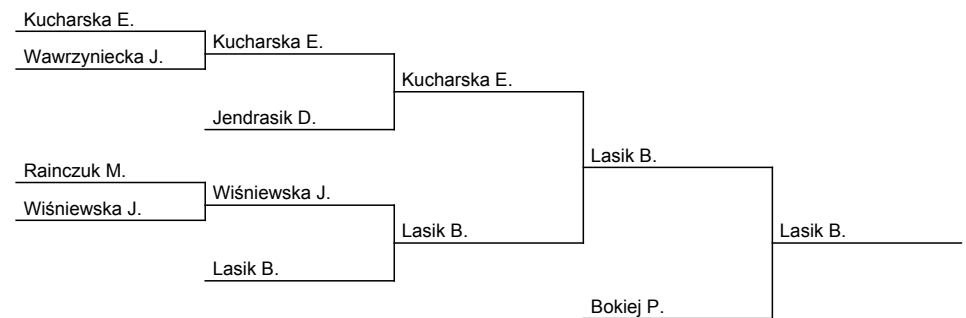 Kucharska E.
Wawrzyniecka J.
Kucharska E.
Kucharska E.
Jendrasik D.
Lasik B.
Rainczuk M.
Wiśniewska J.
Wiśniewska J.
Lasik B.
Lasik B.
Lasik B.
Bokiej P.